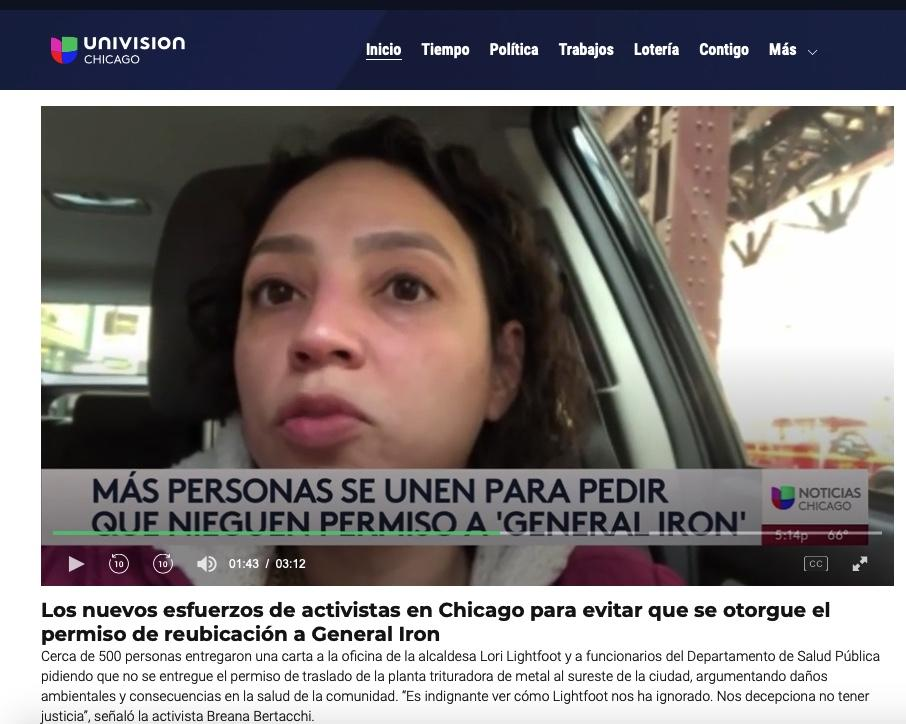 UNIVISION
CHICAGO
Inicio Tiempo Política Trabajos Lotería Contigo Más
MÁS PERSONAS SE UNEN PARA PEDIR
QUE NIEGUEN PERMISO A 'GENERAL IRON'
NOTICIAS
CHICAGO
5:14p 66°
10 10 01:43 / 03:12 CC
Los nuevos esfuerzos de activistas en Chicago para evitar que se otorgue el
permiso de reubicación a General Iron
Cerca de 500 personas entregaron una carta a la oficina de la alcaldesa Lori Lightfoot y a funcionarios del Departamento de Salud Pública
pidiendo que no se entregue el permiso de traslado de la planta trituradora de metal al sureste de la ciudad, argumentando daños
ambientales y consecuencias en la salud de la comunidad. “Es indignante ver cómo Lightfoot nos ha ignorado. Nos decepciona no tener
justicia”, señaló la activista Breana Bertacchi.